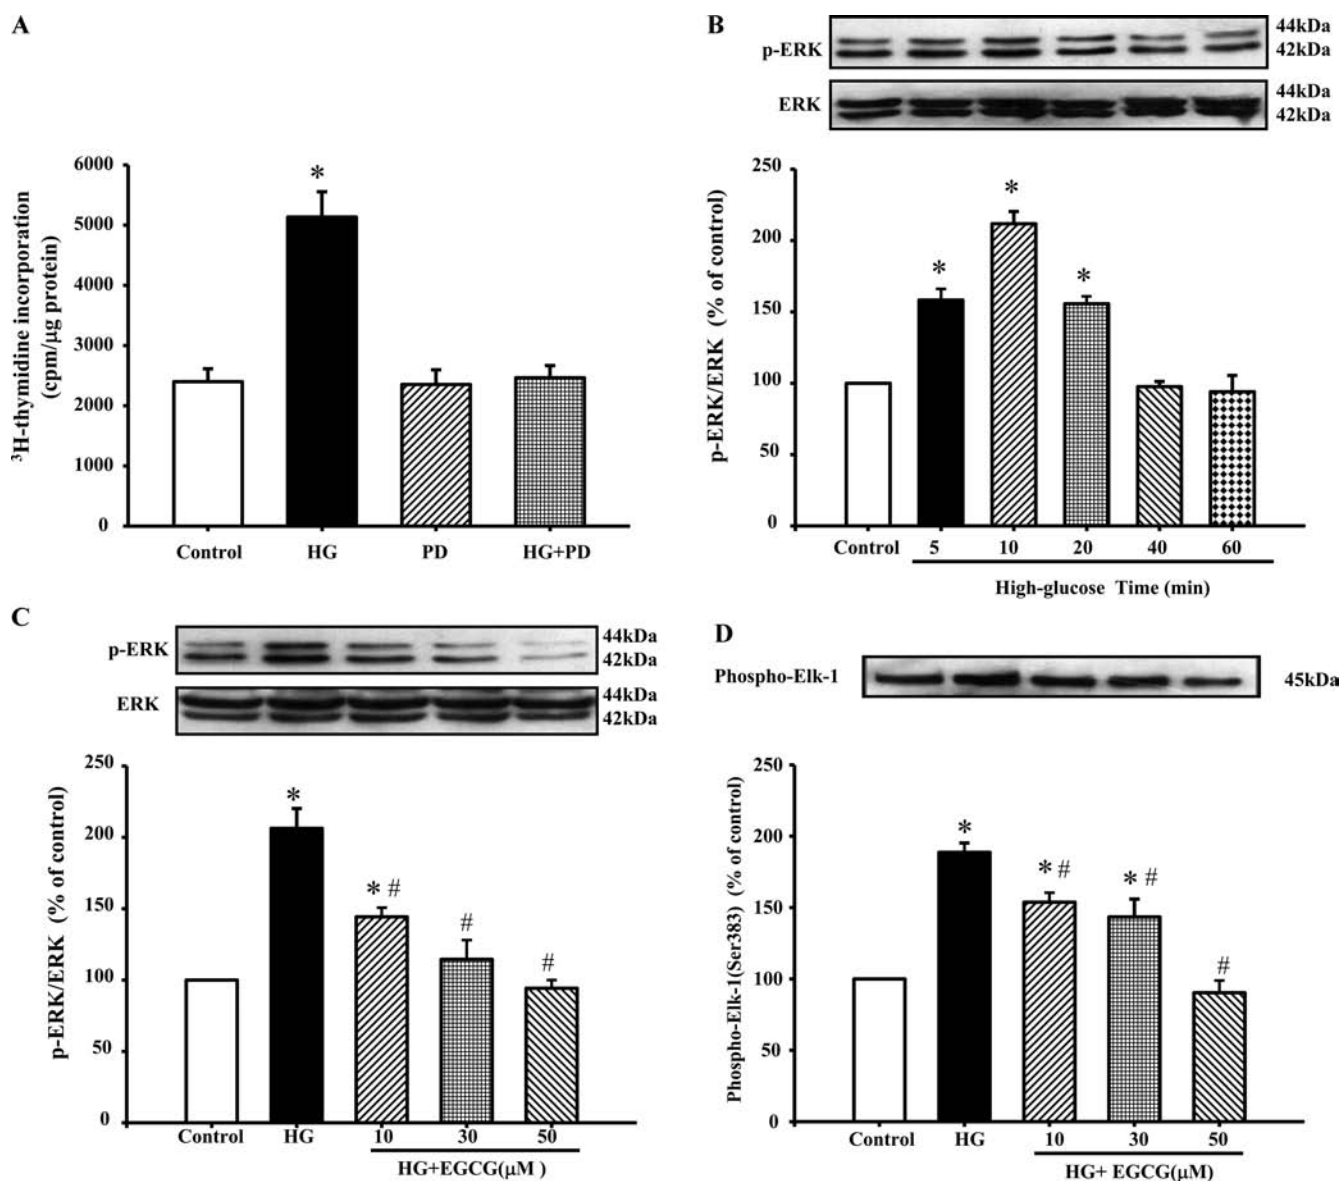 A
6000
5000
4000
3000
2000
1000
0
³H-thymidine incorporation
(cpm/µg protein)
*
Control HG PD HG+PD
B
p-ERK
44kDa
42kDa
ERK
44kDa
42kDa
250
200
150
100
50
0
p-ERK/ERK (% of control)
* * *
Control 5 10 20 40 60
High-glucose Time (min)
C
p-ERK
44kDa
42kDa
ERK
44kDa
42kDa
250
200
150
100
50
0
p-ERK/ERK (% of control)
* * # # #
Control HG 10 30 50
HG+EGCG(µM )
D
Phospho-Elk-1
45kDa
250
200
150
100
50
0
Phospho-Elk-1(Ser383) (% of control)
* * # * # #
Control HG 10 30 50
HG+ EGCG(µM)